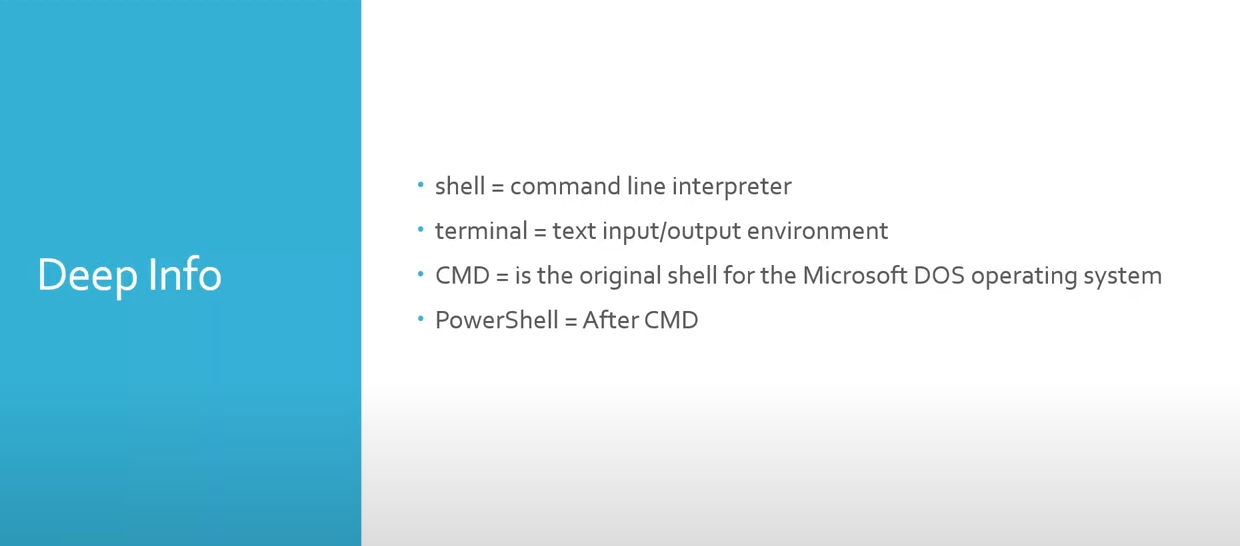 Deep Info
• shell = command line interpreter
• terminal = text input/output environment
• CMD = is the original shell for the Microsoft DOS operating system
• PowerShell = After CMD